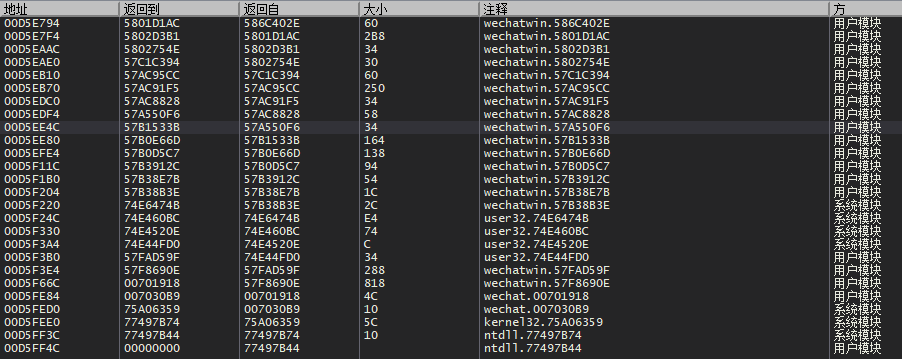 地址 返回到 返回自 大小 注释 方
00D5E794 5801D1AC 586C402E 60 wechatwin.586C402E 用户模块
00D5E7F4 5802D3B1 5801D1AC 2B8 wechatwin.5801D1AC 用户模块
00D5EAAC 5802754E 5802D3B1 34 wechatwin.5802D3B1 用户模块
00D5EAE0 57C1C394 5802754E 30 wechatwin.5802754E 用户模块
00D5EB10 57AC95CC 57C1C394 60 wechatwin.57C1C394 用户模块
00D5EB70 57AC91F5 57AC95CC 250 wechatwin.57AC95CC 用户模块
00D5EDC0 57AC8828 57AC91F5 34 wechatwin.57AC91F5 用户模块
00D5EDF4 57A550F6 57AC8828 58 wechatwin.57AC8828 用户模块
00D5EE4C 57B1533B 57A550F6 34 wechatwin.57A550F6 用户模块
00D5EE80 57B0E66D 57B1533B 164 wechatwin.57B1533B 用户模块
00D5EFE4 57B0D5C7 57B0E66D 138 wechatwin.57B0E66D 用户模块
00D5F11C 57B3912C 57B0D5C7 94 wechatwin.57B0D5C7 用户模块
00D5F1B0 57B38E7B 57B3912C 54 wechatwin.57B3912C 用户模块
00D5F204 57B38B3E 57B38E7B 1C wechatwin.57B38E7B 用户模块
00D5F220 74E6474B 57B38B3E 2C wechatwin.57B38B3E 系统模块
00D5F24C 74E460BC 74E6474B E4 user32.74E6474B 系统模块
00D5F330 74E4520E 74E460BC 74 user32.74E460BC 系统模块
00D5F3A4 74E44FD0 74E4520E C user32.74E4520E 系统模块
00D5F3B0 57FAD59F 74E44FD0 34 user32.74E44FD0 用户模块
00D5F3E4 57F8690E 57FAD59F 288 wechatwin.57FAD59F 用户模块
00D5F66C 00701918 57F8690E 818 wechatwin.57F8690E 用户模块
00D5FE84 007030B9 00701918 4C wechat.00701918 用户模块
00D5FED0 75A06359 007030B9 10 wechat.007030B9 系统模块
00D5FEE0 77497B74 75A06359 5C kernel32.75A06359 系统模块
00D5FF3C 77497B44 77497B74 10 ntdll.77497B74 系统模块
00D5FF4C 00000000 77497B44 ntdll.77497B44 用户模块